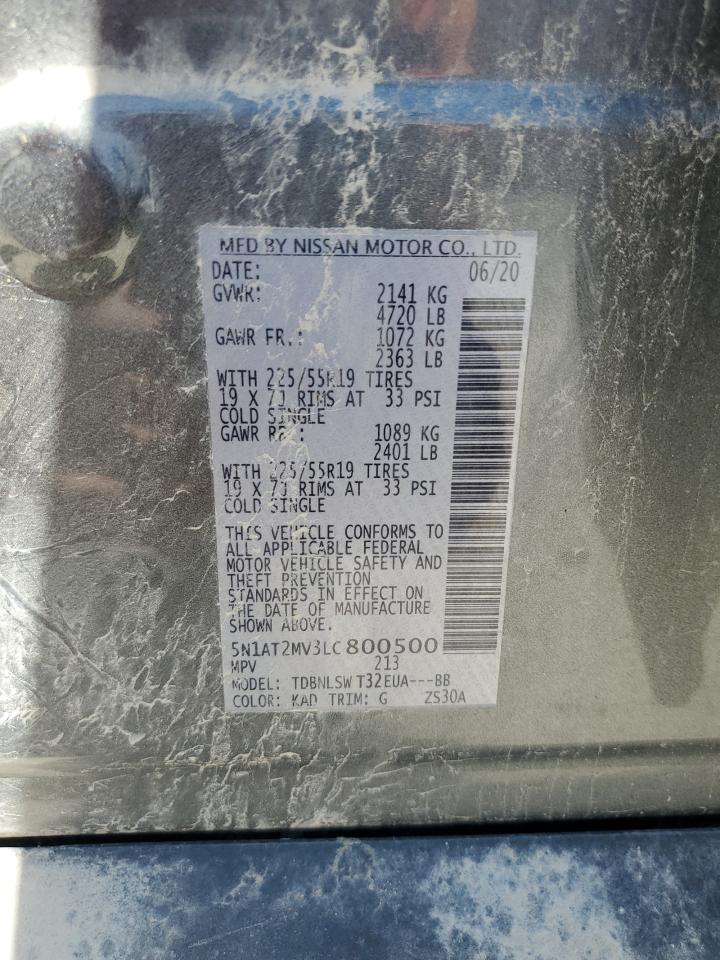 MFD BY NISSAN MOTOR CO., LTD.
DATE: 06/20
GVWR: 2141 KG
4720 LB
GAWR FR.: 1072 KG
2363 LB
WITH 225/55R19 TIRES
19 X 7J RIMS AT 33 PSI
COLD SINGLE
GAWR RR.: 1089 KG
2401 LB
WITH 225/55R19 TIRES
19 X 7J RIMS AT 33 PSI
COLD SINGLE
THIS VEHICLE CONFORMS TO
ALL APPLICABLE FEDERAL
MOTOR VEHICLE SAFETY AND
THEFT PREVENTION
STANDARDS IN EFFECT ON
THE DATE OF MANUFACTURE
SHOWN ABOVE.
5N1AT2MV3LC800500
MPV 213
MODEL: TDBNLSW T32EUA---BB
COLOR: KAD TRIM: G ZS30A